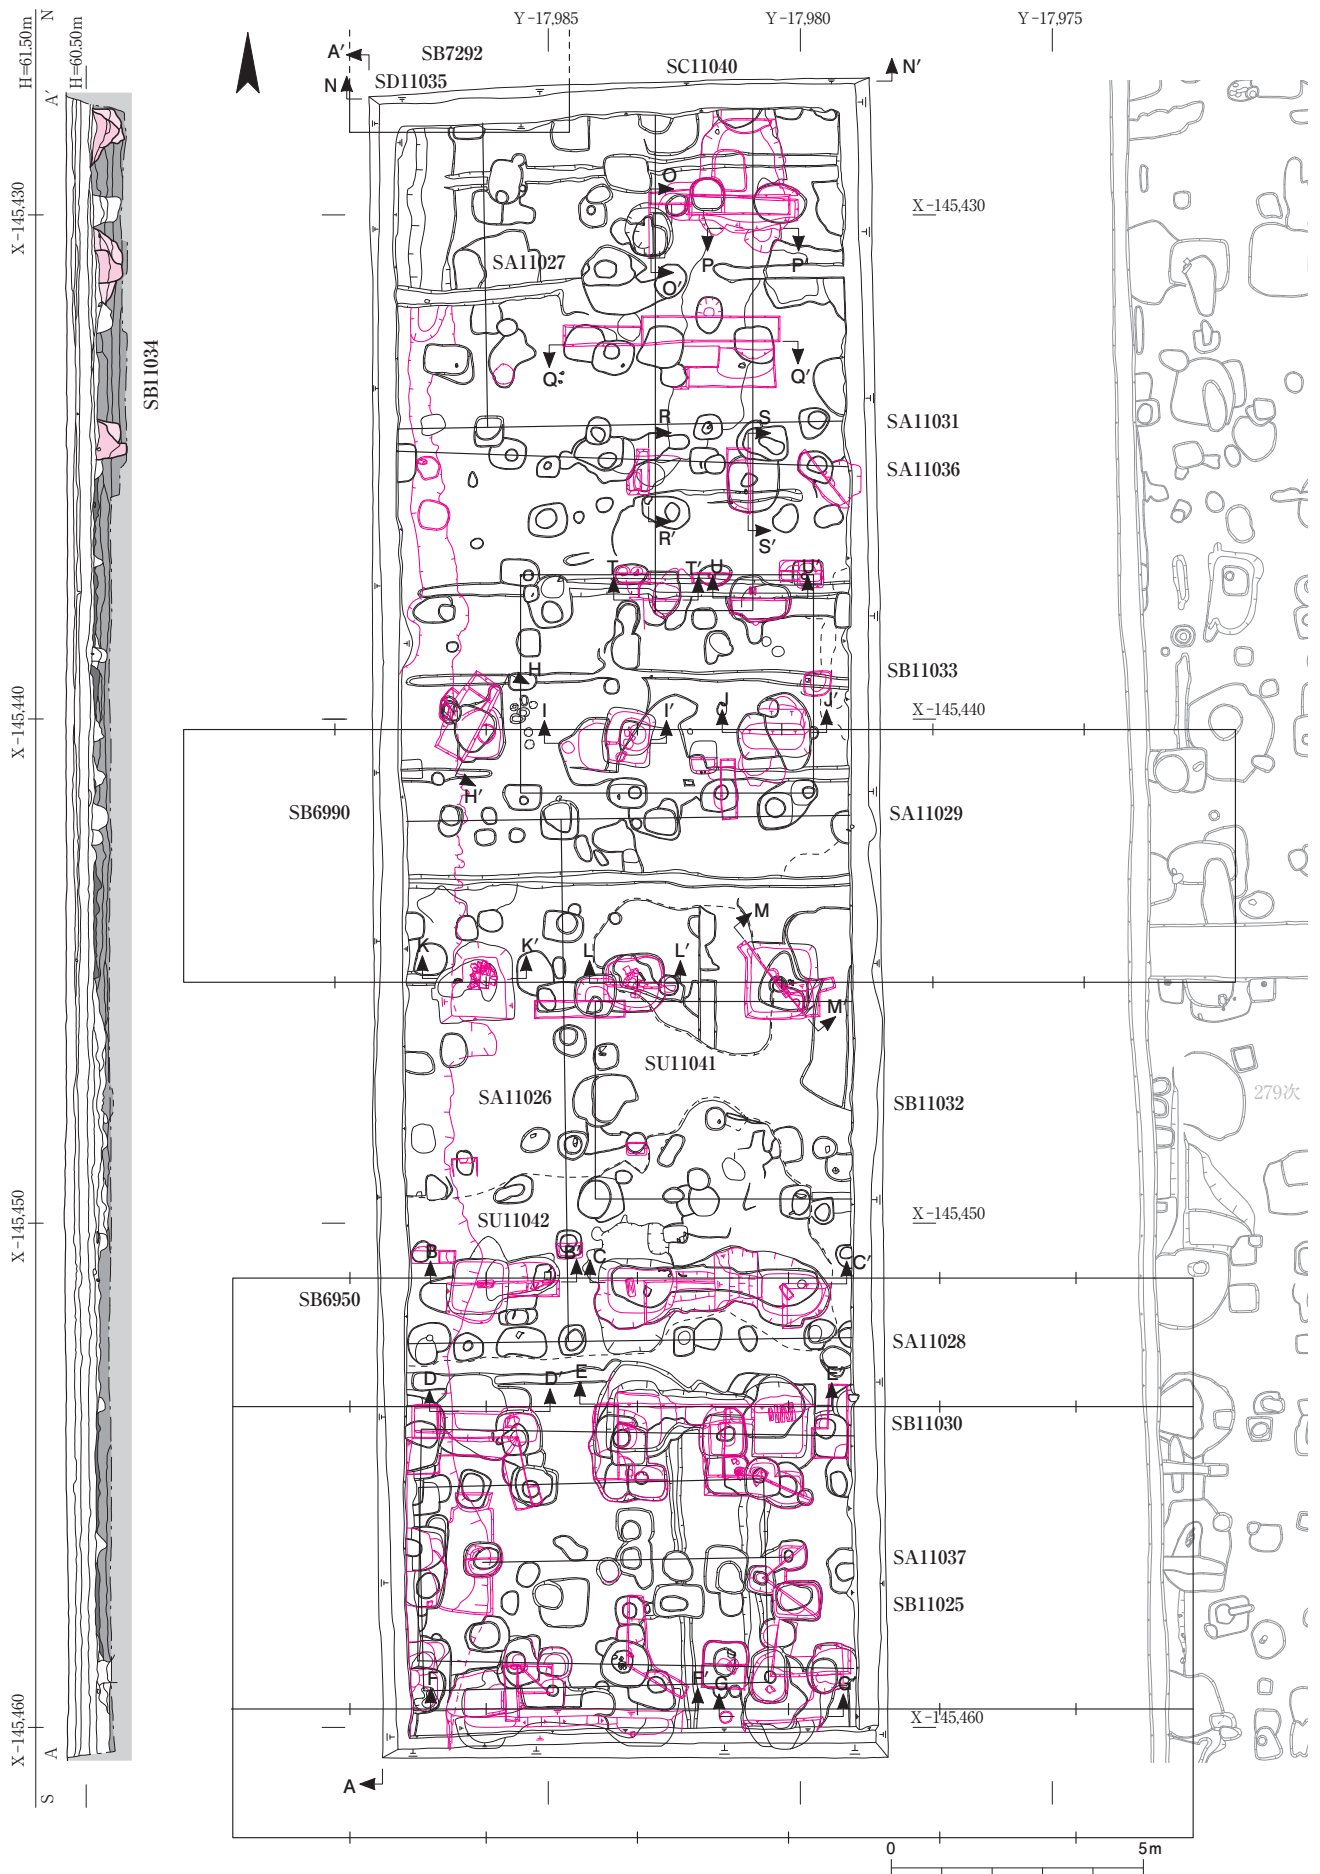 H=61.50m
H=60.50m
N
A'
X-145,430
X-145,440
X-145,450
X-145,460
A
S
SB11034
Y-17,985
Y-17,980
Y-17,975
A'
SB7292
SD11035
SC11040
N
N'
O
X-145,430
SA11027
P
P'
O'
Q
Q'
R
S
SA11031
SA11036
R'
S'
T
T'
U
U'
H
SB11033
I
I'
J
J'
X-145,440
H'
SB6990
SA11029
M
K
K'
L
L'
M'
SU11041
SA11026
SB11032
279次
SU11042
X-145,450
B
B'
C
C'
SB6950
SA11028
D
D'
E
E'
SB11030
SA11037
SB11025
F
F'
G
G'
X-145,460
A
0
5m